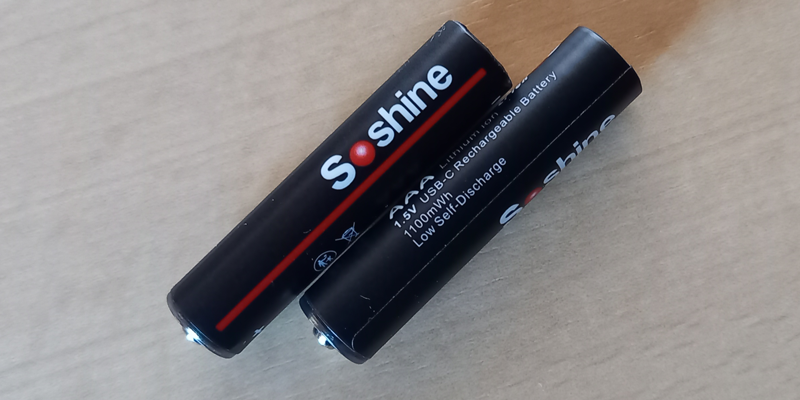 Soshine
AAA Lithium Ion
1.5V USB-C Rechargeable Battery
1100mWh
Low Self-Discharge
Soshine